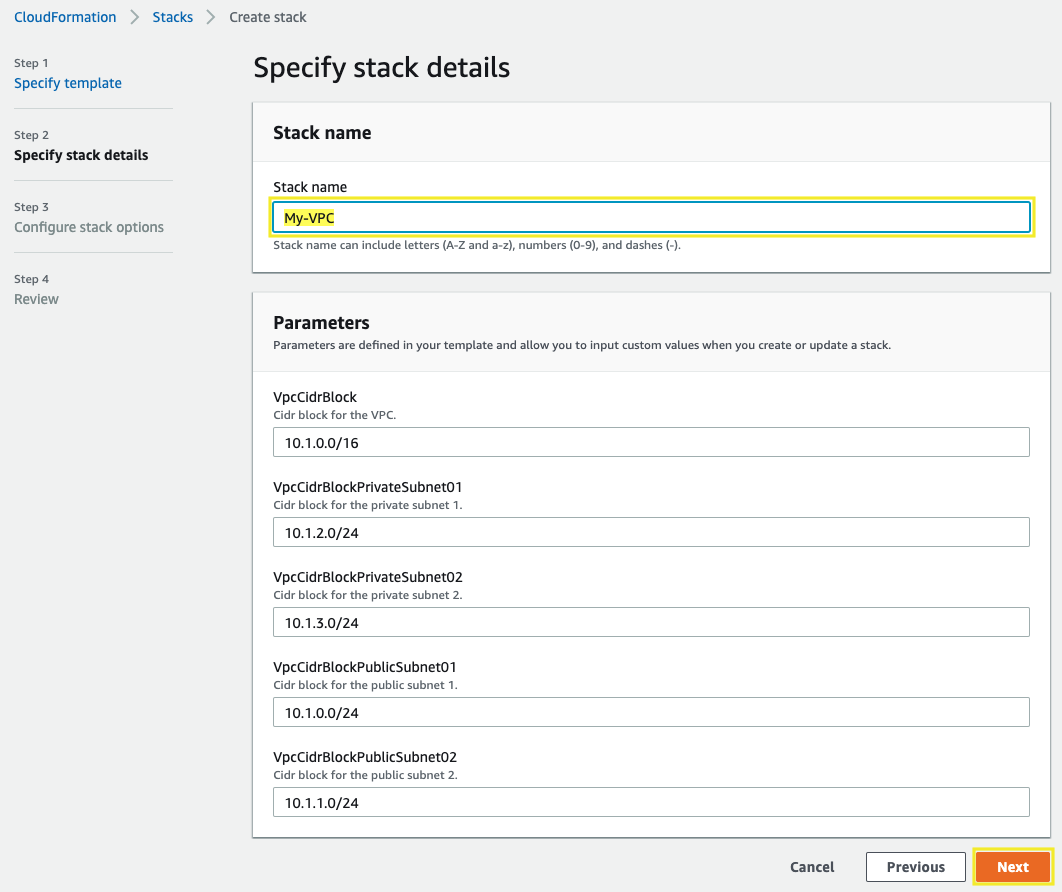 CloudFormation > Stacks > Create stack
Step 1
Specify template
Step 2
Specify stack details
Step 3
Configure stack options
Step 4
Review
Specify stack details
Stack name
Stack name
My-VPC
Stack name can include letters (A-Z and a-z), numbers (0-9), and dashes (-).
Parameters
Parameters are defined in your template and allow you to input custom values when you create or update a stack.
VpcCidrBlock
Cidr block for the VPC.
10.1.0.0/16
VpcCidrBlockPrivateSubnet01
Cidr block for the private subnet 1.
10.1.2.0/24
VpcCidrBlockPrivateSubnet02
Cidr block for the private subnet 2.
10.1.3.0/24
VpcCidrBlockPublicSubnet01
Cidr block for the public subnet 1.
10.1.0.0/24
VpcCidrBlockPublicSubnet02
Cidr block for the public subnet 2.
10.1.1.0/24
Cancel Previous Next